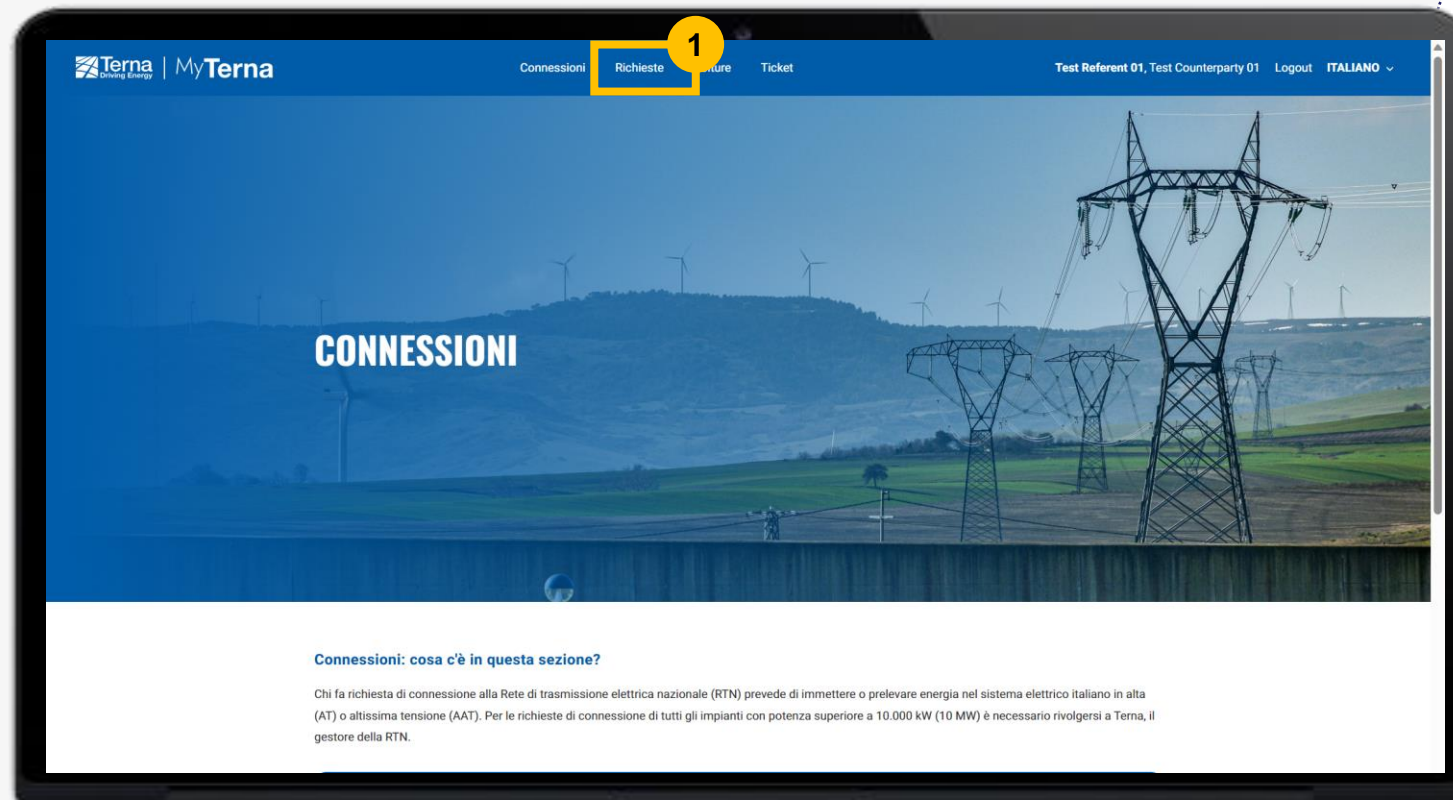 1
Terna
Driving Energy
MyTerna
Connessioni Richieste Ticket
Test Referent 01, Test Counterparty 01 Logout ITALIANO
CONNESSIONI
Connessioni: cosa c'è in questa sezione?
Chi fa richiesta di connessione alla Rete di trasmissione elettrica nazionale (RTN) prevede di immettere o prelevare energia nel sistema elettrico italiano in alta
(AT) o altissima tensione (AAT). Per le richieste di connessione di tutti gli impianti con potenza superiore a 10.000 kW (10 MW) è necessario rivolgersi a Terna, il
gestore della RTN.